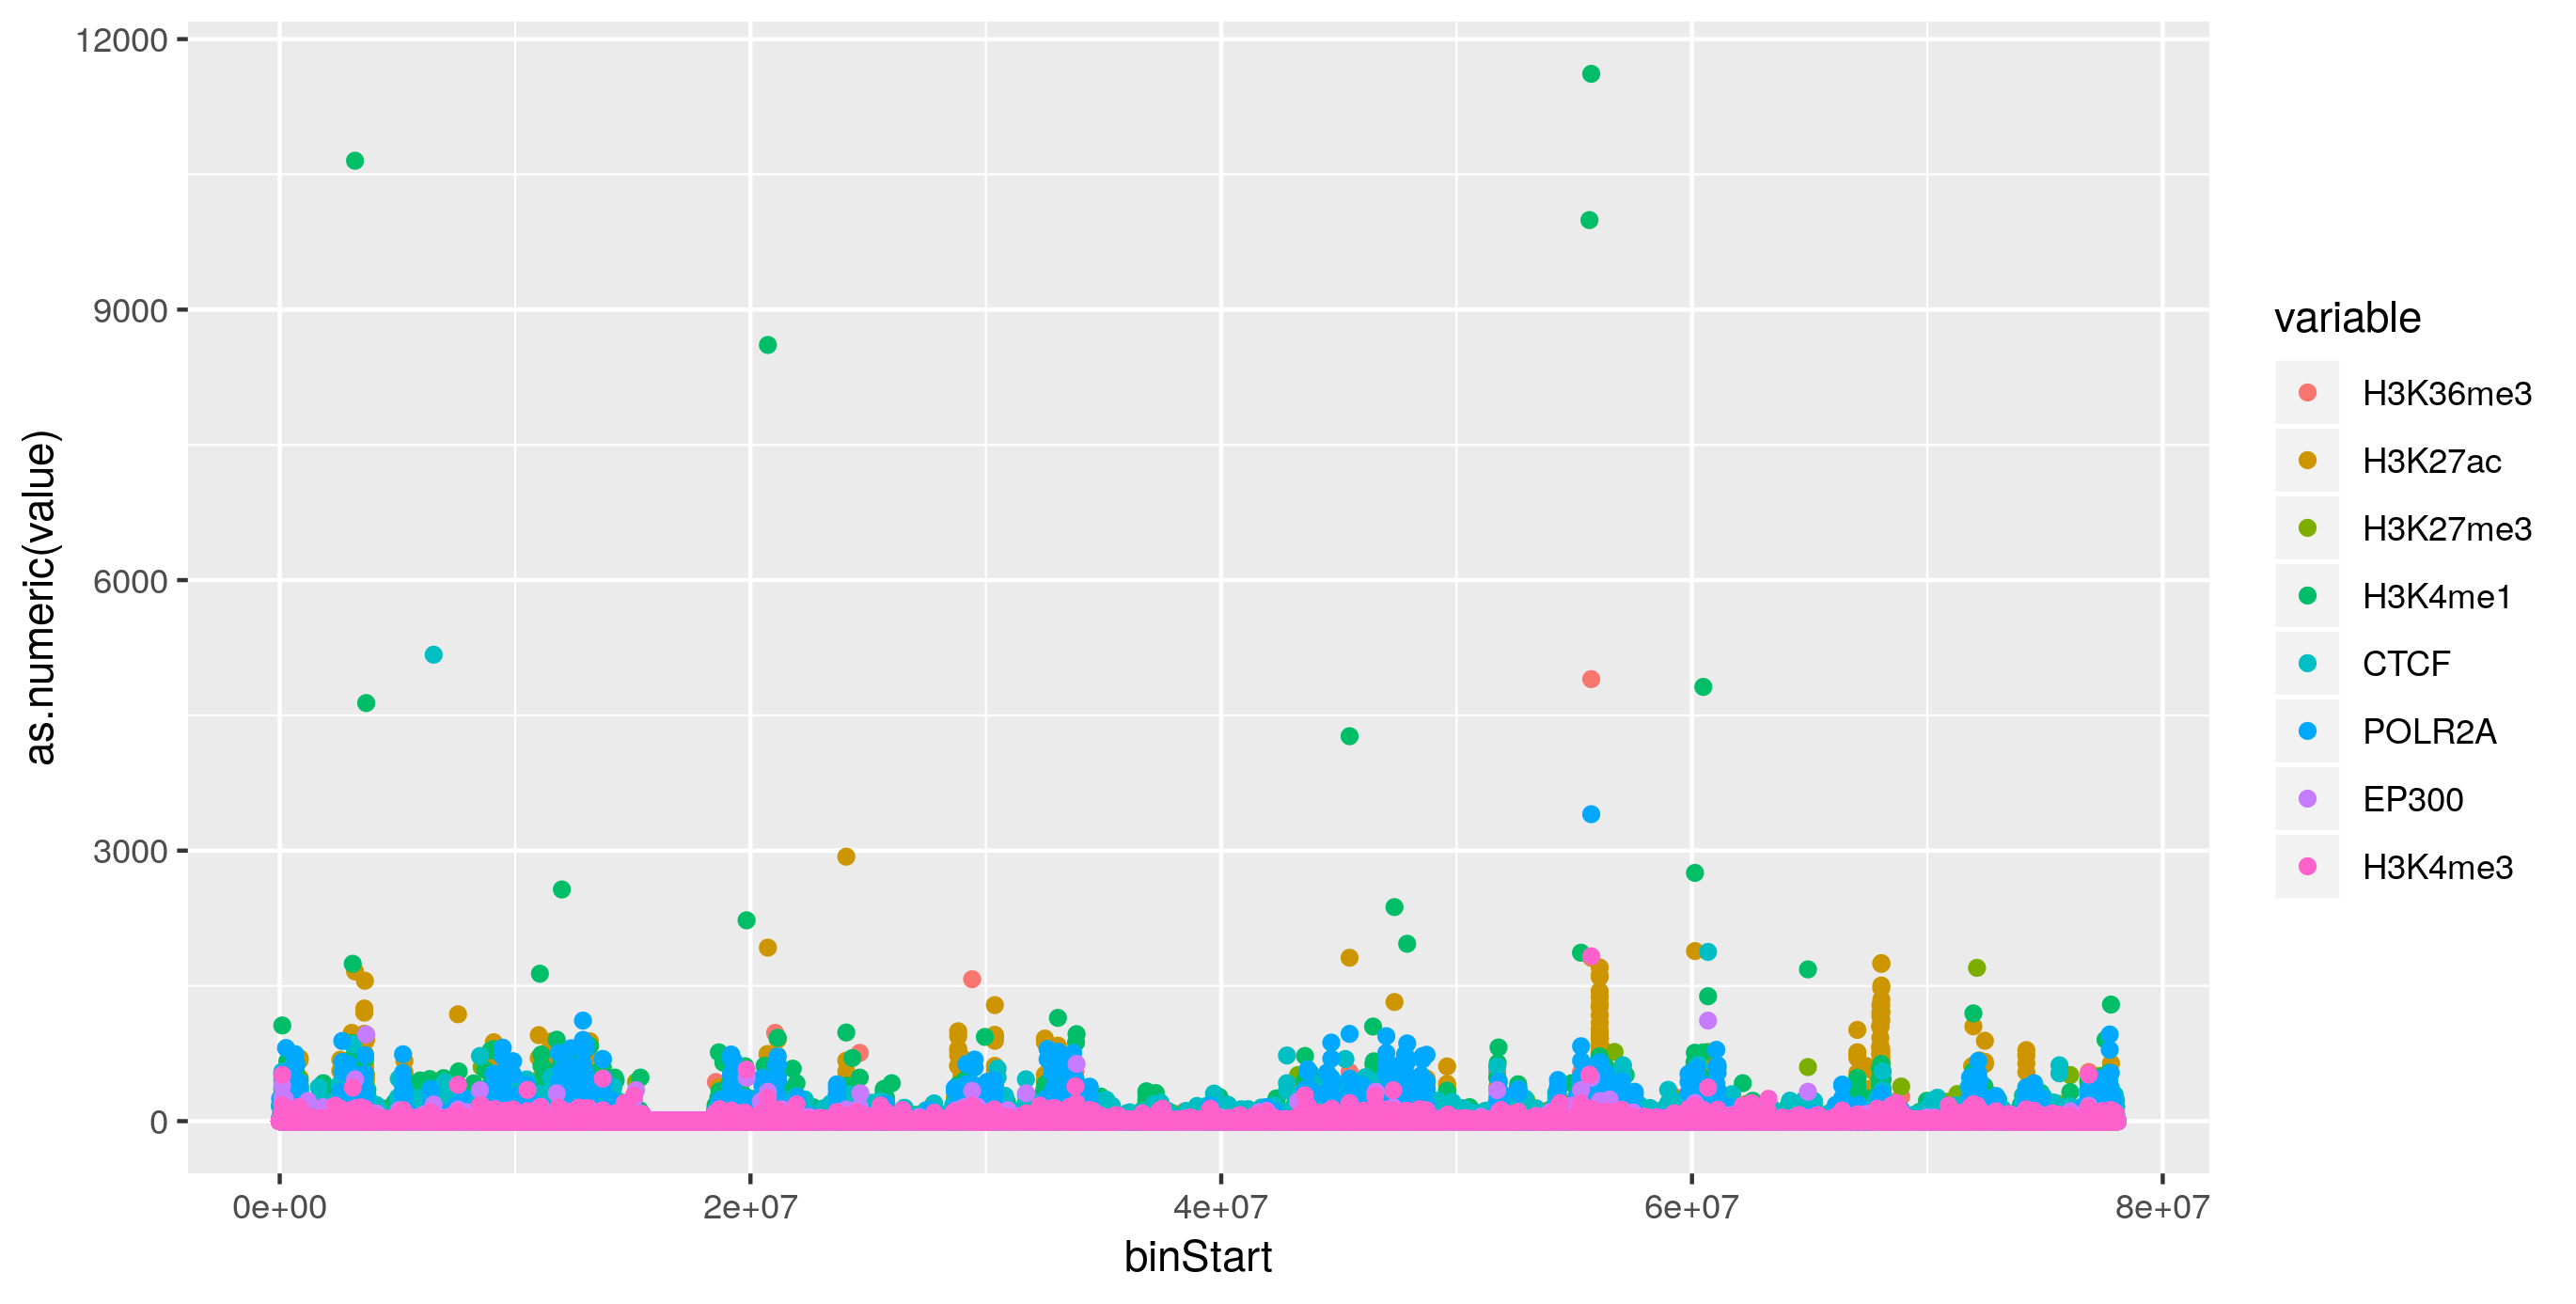 12000
9000
6000
3000
0
as.numeric(value)
0e+00
2e+07
4e+07
6e+07
8e+07
binStart
variable
H3K36me3
H3K27ac
H3K27me3
H3K4me1
CTCF
POLR2A
EP300
H3K4me3